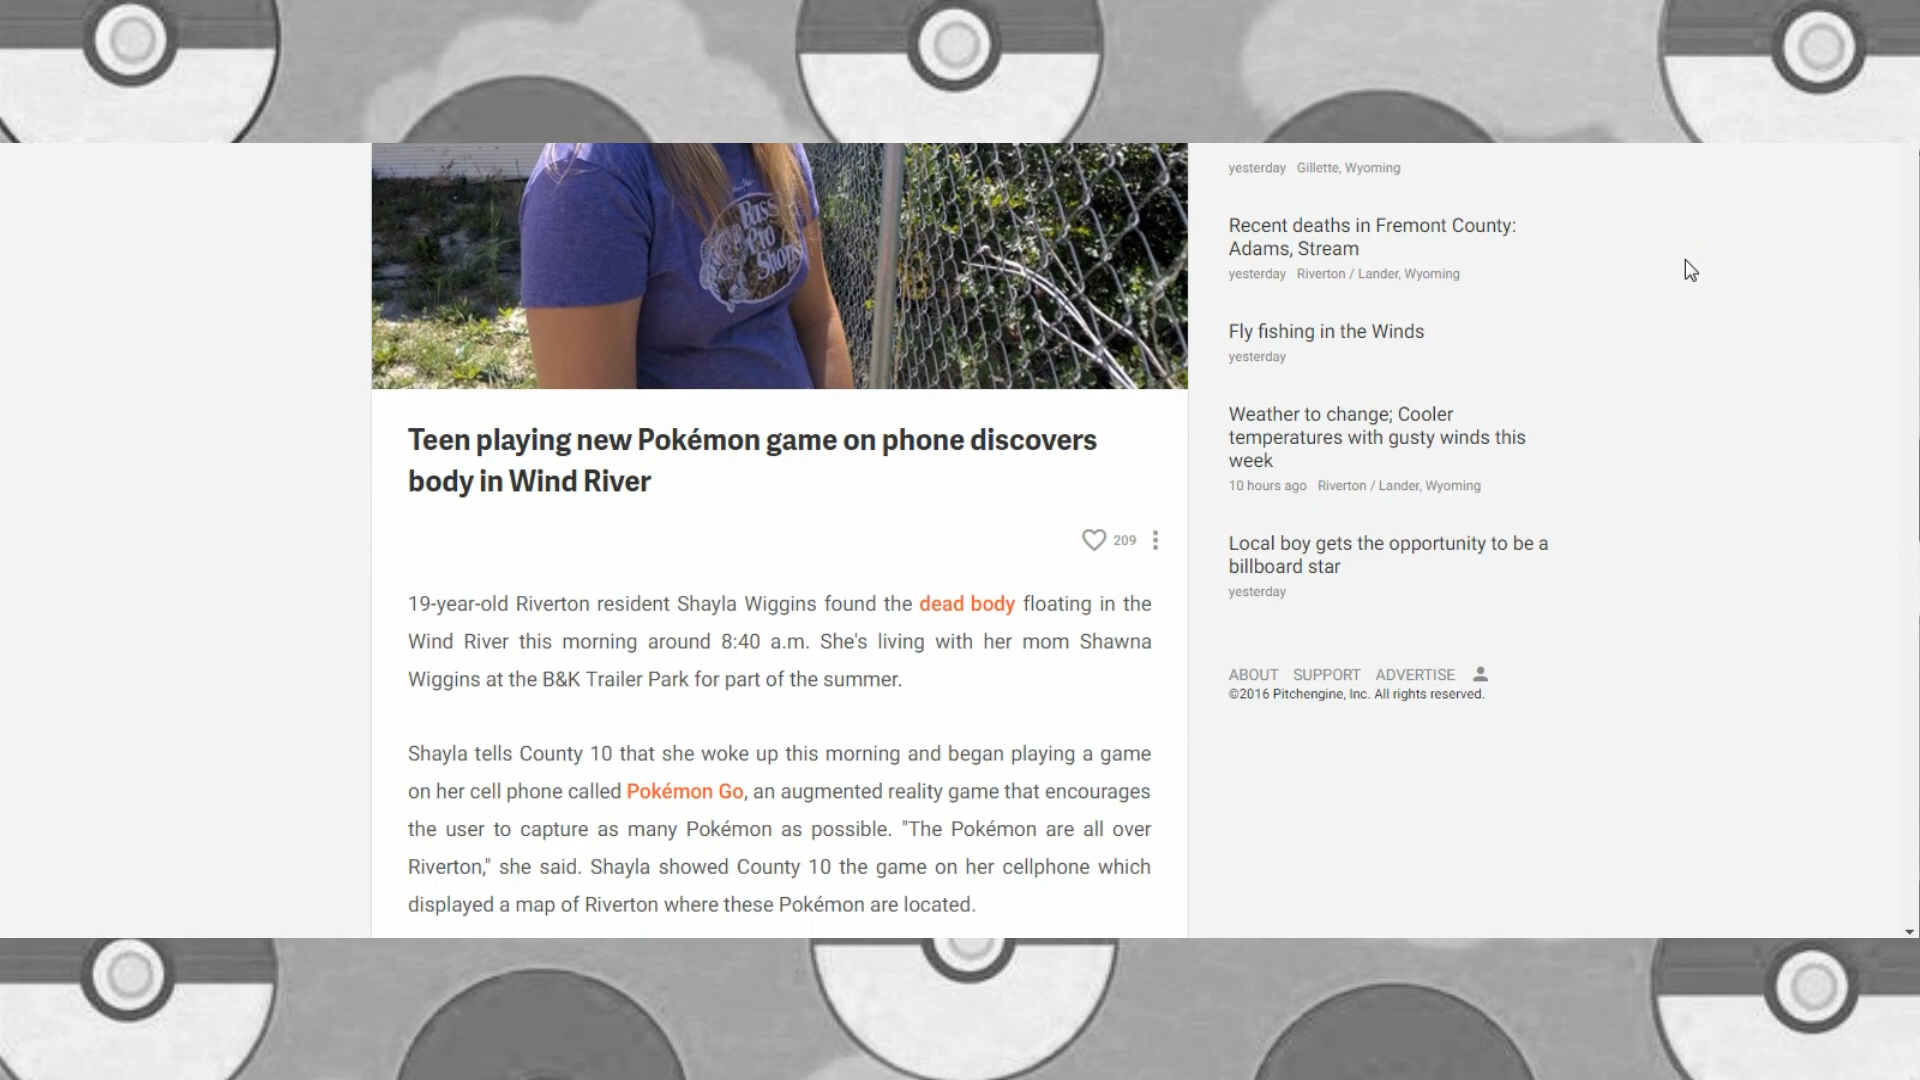 Bass
Pro
Shops
Teen playing new Pokémon game on phone discovers
body in Wind River
209
19-year-old Riverton resident Shayla Wiggins found the dead body floating in the
Wind River this morning around 8:40 a.m. She's living with her mom Shawna
Wiggins at the B&K Trailer Park for part of the summer.
Shayla tells County 10 that she woke up this morning and began playing a game
on her cell phone called Pokémon Go, an augmented reality game that encourages
the user to capture as many Pokémon as possible. "The Pokémon are all over
Riverton," she said. Shayla showed County 10 the game on her cellphone which
displayed a map of Riverton where these Pokémon are located.
yesterday Gillette, Wyoming
Recent deaths in Fremont County:
Adams, Stream
yesterday Riverton / Lander, Wyoming
Fly fishing in the Winds
yesterday
Weather to change; Cooler
temperatures with gusty winds this
week
10 hours ago Riverton / Lander, Wyoming
Local boy gets the opportunity to be a
billboard star
yesterday
ABOUT SUPPORT ADVERTISE
©2016 Pitchengine, Inc. All rights reserved.